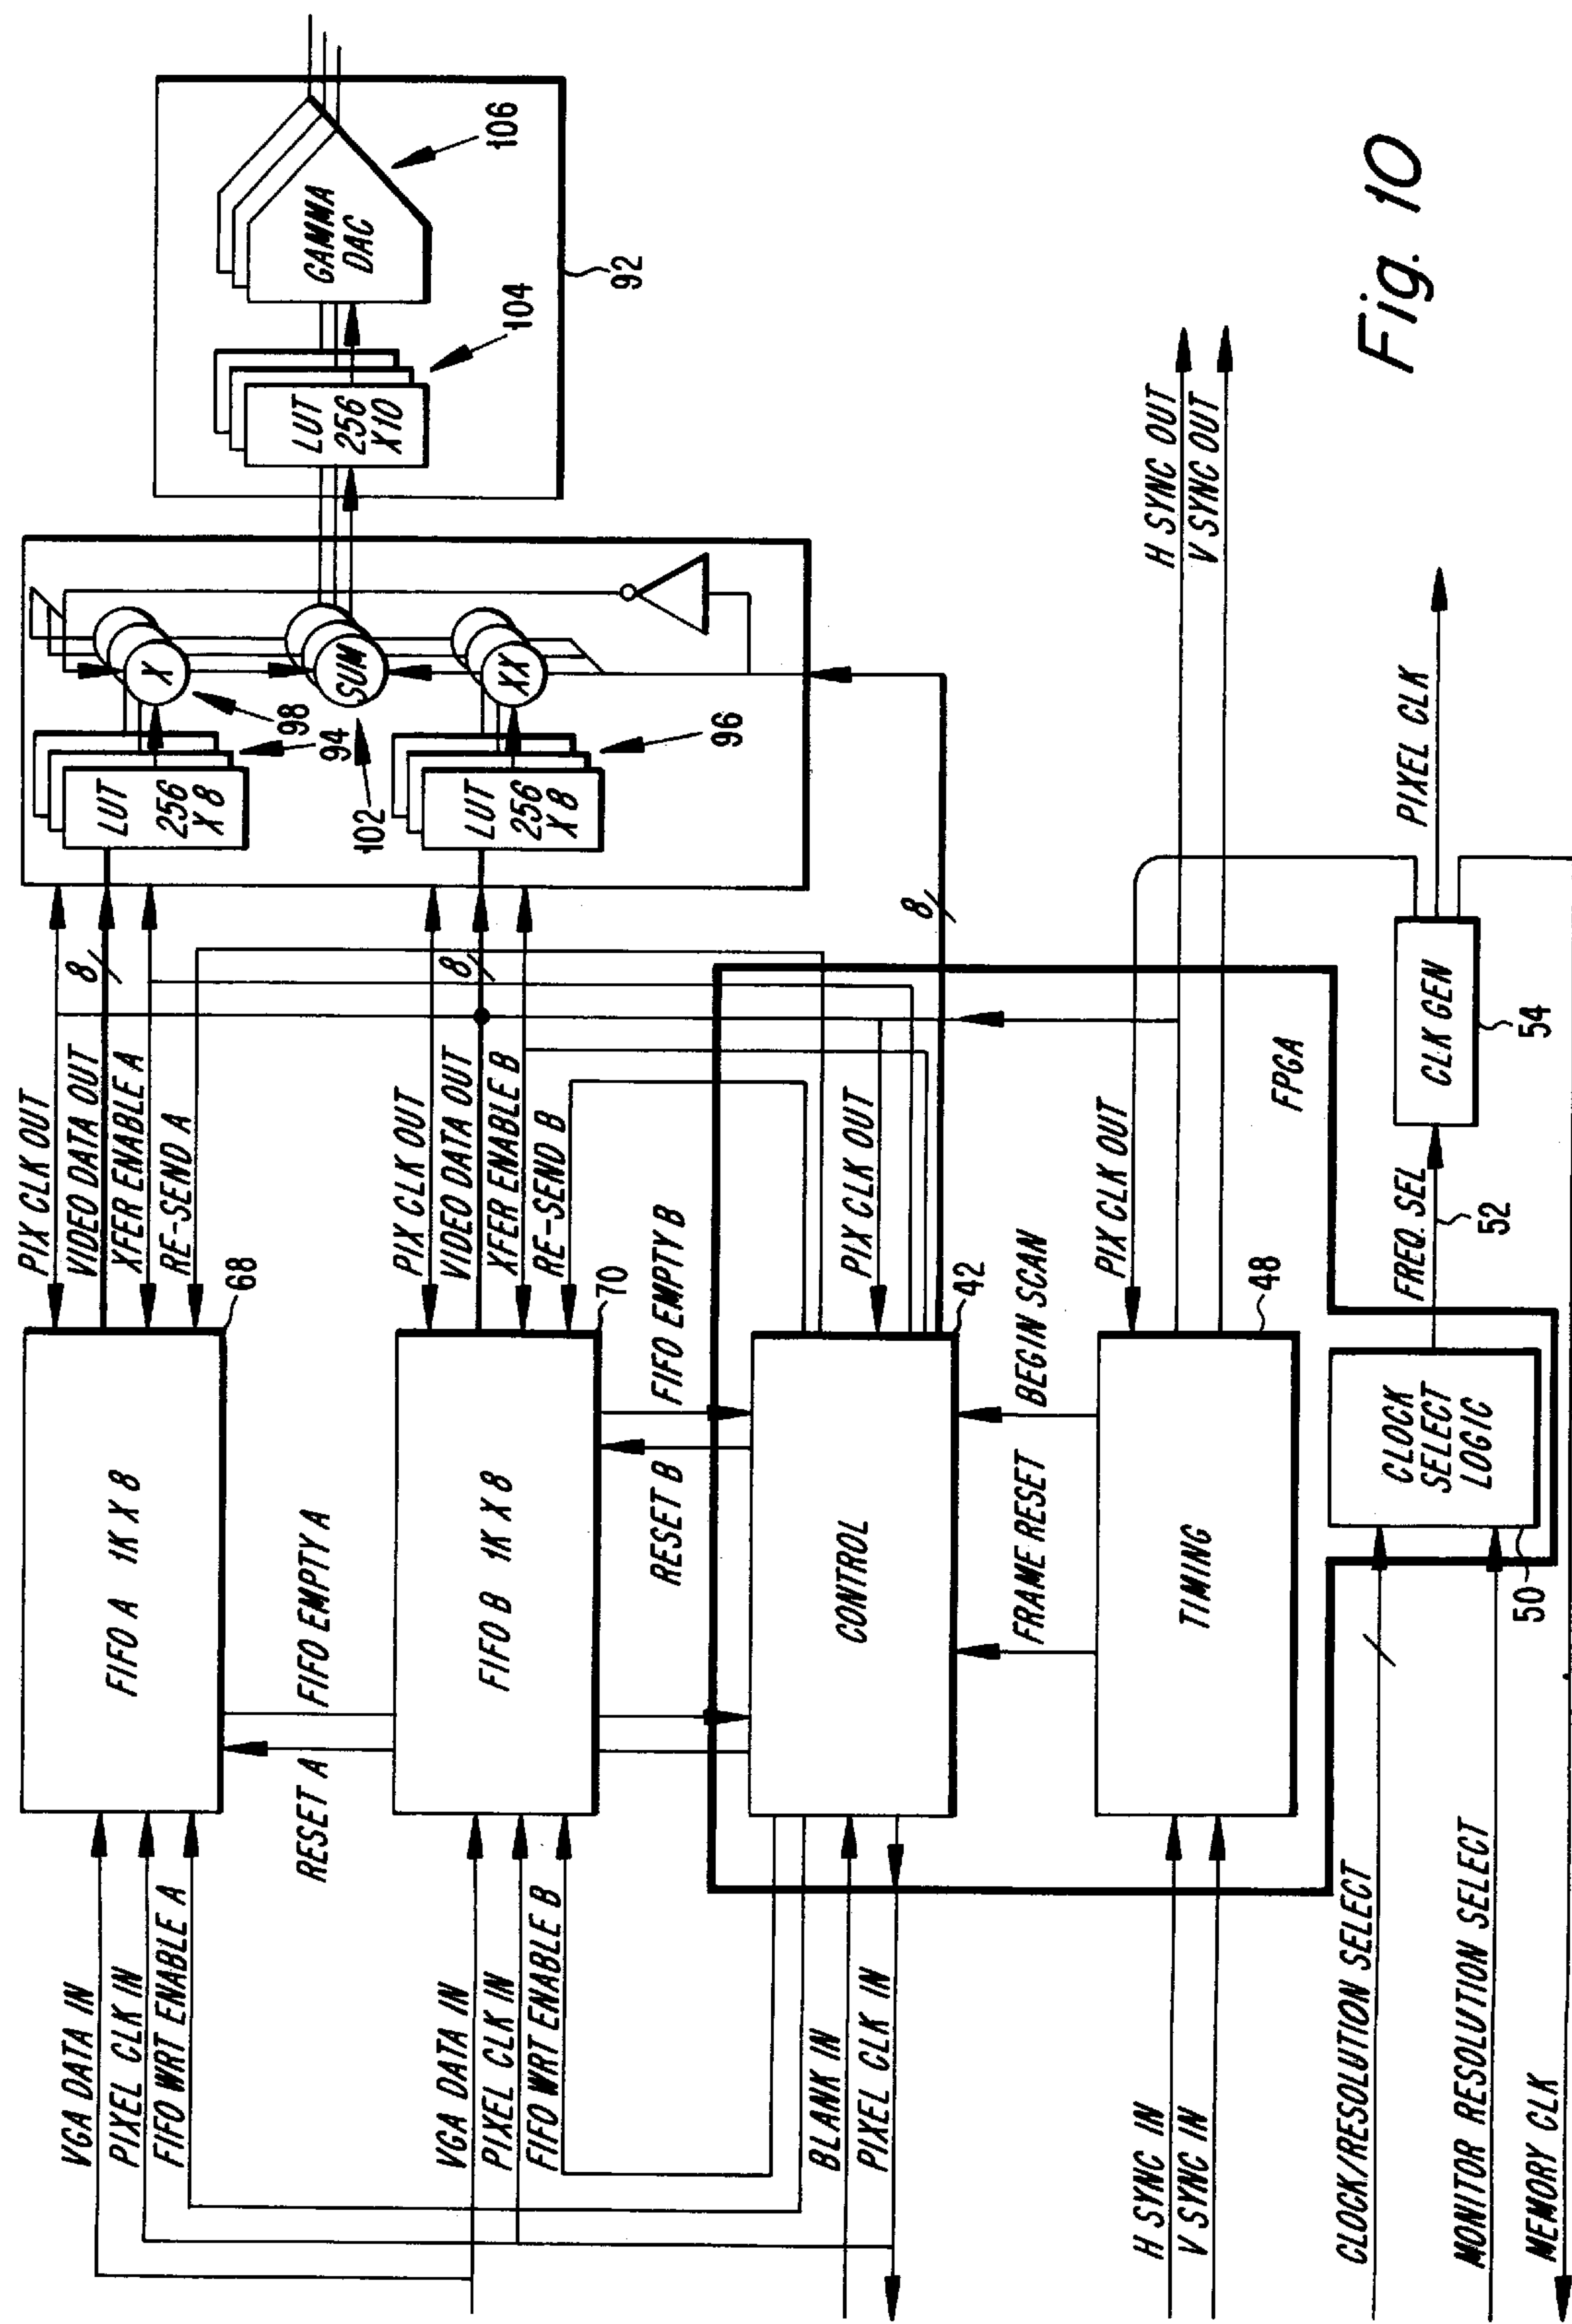 VGA DATA IN
PIXEL CLK IN
FIFO WRT ENABLE A
FIFO A 1K X 8
68
PIX CLK OUT
VIDEO DATA OUT
XFER ENABLE A
RE-SEND A
8
LUT
256
X 8
94
X
98
RESET A
FIFO EMPTY A
SUM
102
VGA DATA IN
PIXEL CLK IN
FIFO WRT ENABLE B
FIFO B 1K X 8
70
PIX CLK OUT
VIDEO DATA OUT
XFER ENABLE B
RE-SEND B
8
LUT
256
X 8
96
XX
LUT
256
X10
104
GAMMA
DAC
106
92
RESET B
FIFO EMPTY B
BLANK IN
PIXEL CLK IN
CONTROL
42
PIX CLK OUT
8
FRAME RESET
BEGIN SCAN
H SYNC IN
V SYNC IN
TIMING
48
PIX CLK OUT
H SYNC OUT
V SYNC OUT
FPGA
CLOCK/RESOLUTION SELECT
MONITOR RESOLUTION SELECT
CLOCK
SELECT
LOGIC
50
FREQ. SEL
52
CLK GEN
54
PIXEL CLK
MEMORY CLK
Fig. 10